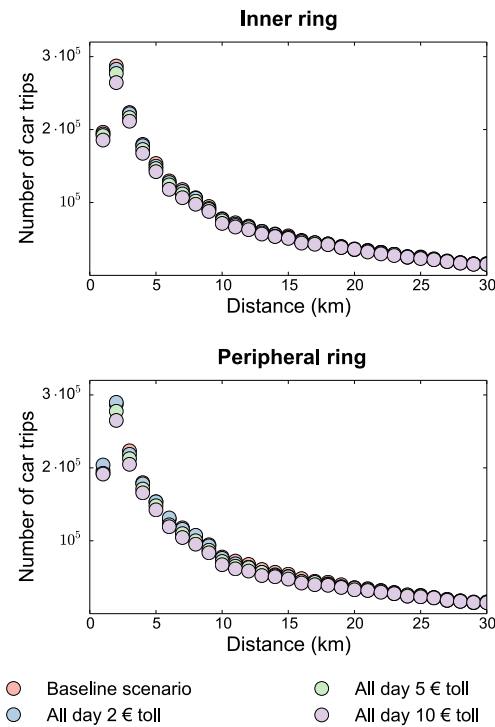 Inner ring
3·10⁵
2·10⁵
10⁵
Number of car trips
0 5 10 15 20 25 30
Distance (km)
Peripheral ring
3·10⁵
2·10⁵
10⁵
Number of car trips
0 5 10 15 20 25 30
Distance (km)
Baseline scenario
All day 2 € toll
All day 5 € toll
All day 10 € toll